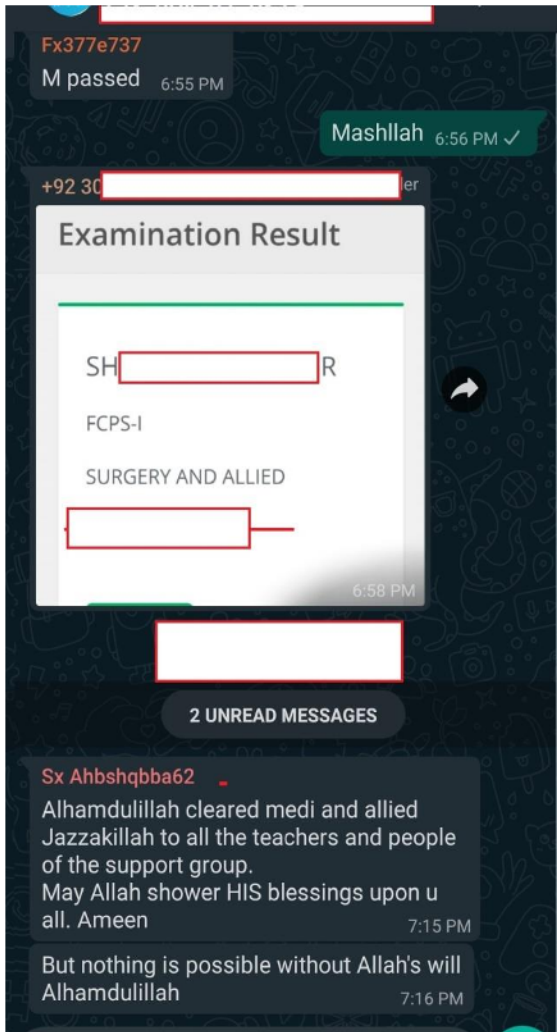 Fx377e737
M passed 6:55 PM
Mashllah 6:56 PM
+92 30
Examination Result
SH R
FCPS-I
SURGERY AND ALLIED
6:58 PM
2 UNREAD MESSAGES
Sx Ahbshqbba62
Alhamdulillah cleared medi and allied
Jazzakillah to all the teachers and people
of the support group.
May Allah shower HIS blessings upon u
all. Ameen 7:15 PM
But nothing is possible without Allah's will
Alhamdulillah 7:16 PM